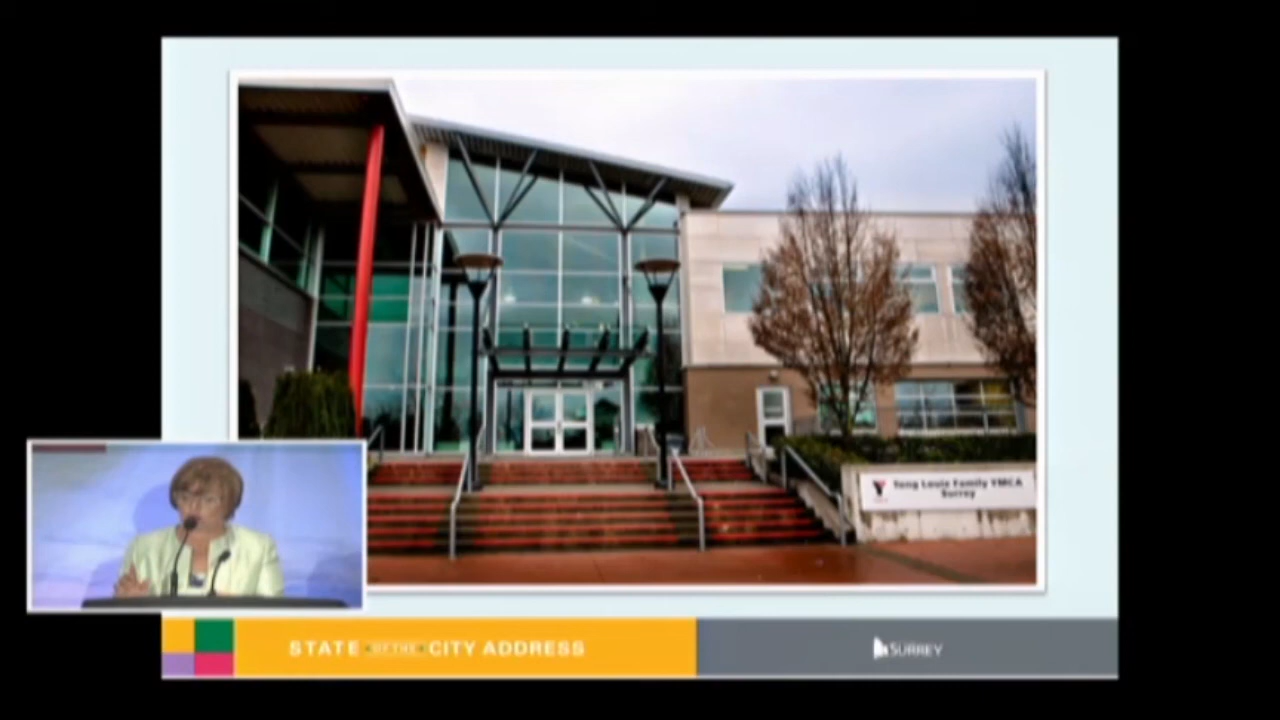 Tong Louie Family YMCA
Surrey
STATE OF THE CITY ADDRESS
SURREY